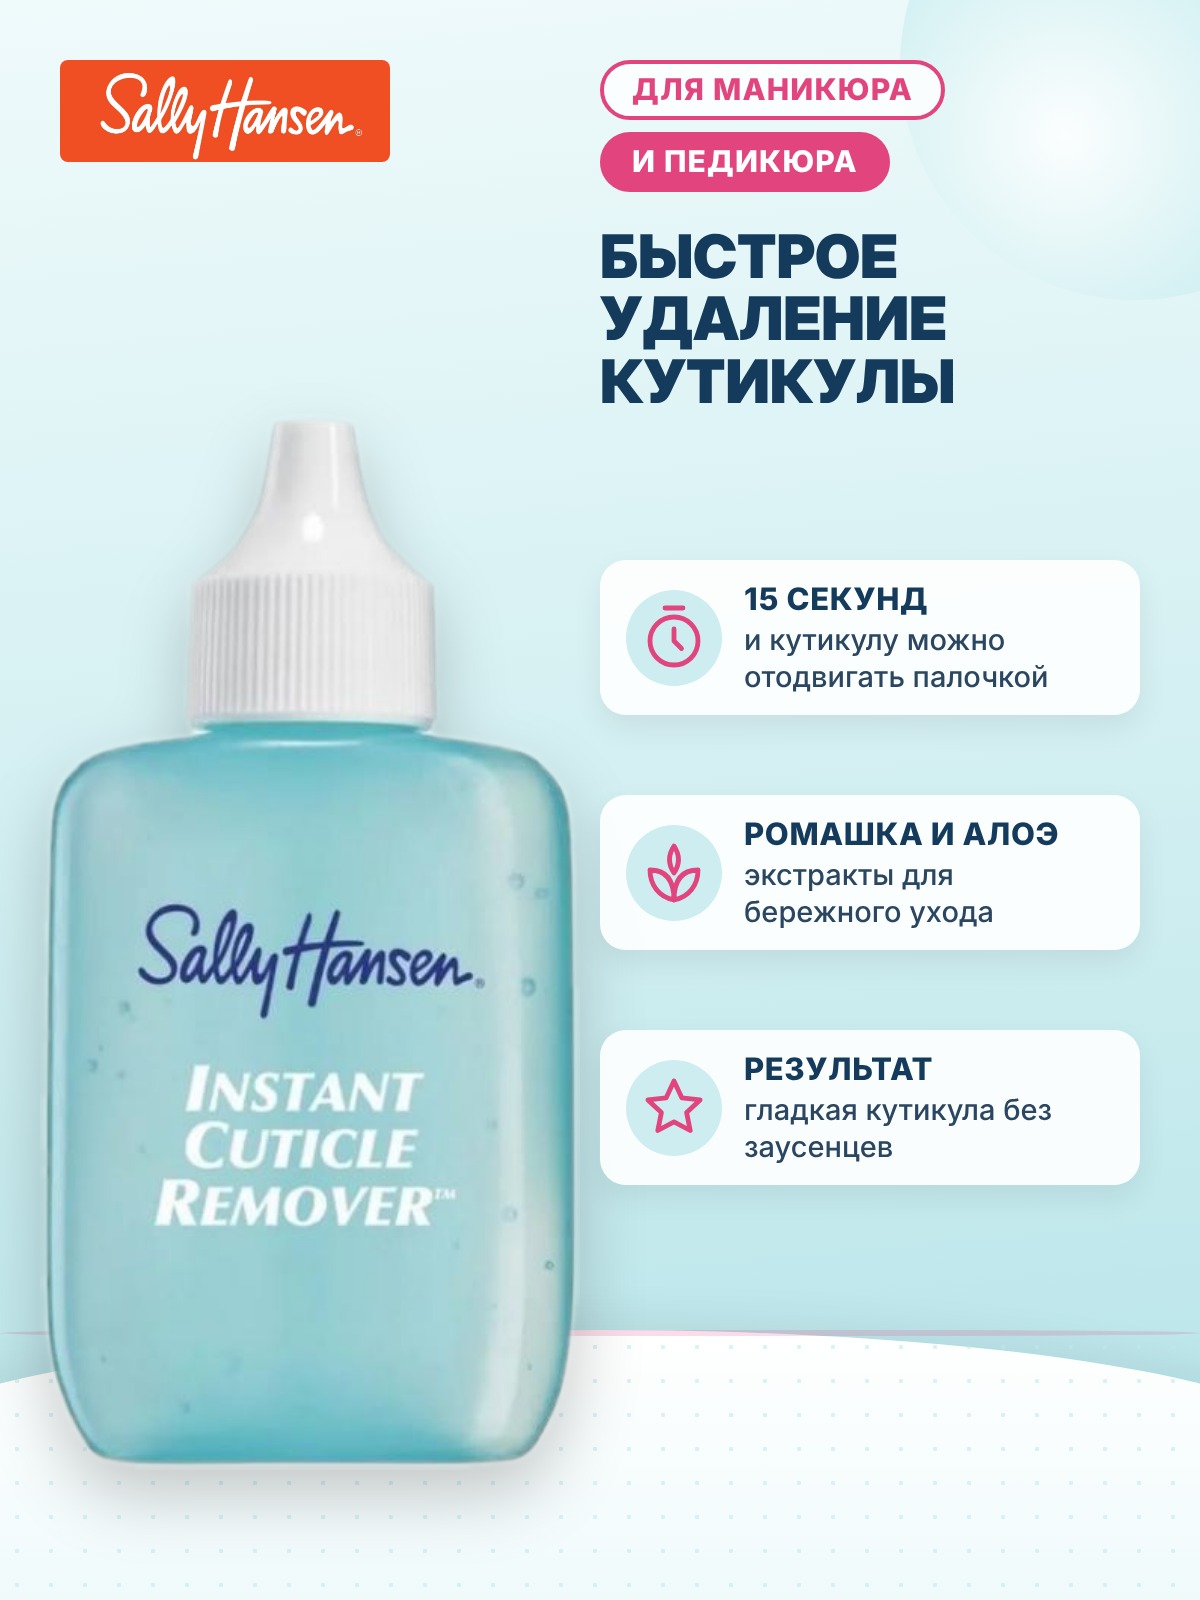 Sally Hansen®
ДЛЯ МАНИКЮРА
И ПЕДИКЮРА
БЫСТРОЕ
УДАЛЕНИЕ
КУТИКУЛЫ
15 СЕКУНД
и кутикулу можно
отодвигать палочкой
РОМАШКА И АЛОЭ
экстракты для
бережного ухода
РЕЗУЛЬТАТ
гладкая кутикула без
заусенцев
Sally Hansen®
INSTANT
CUTICLE
REMOVER™